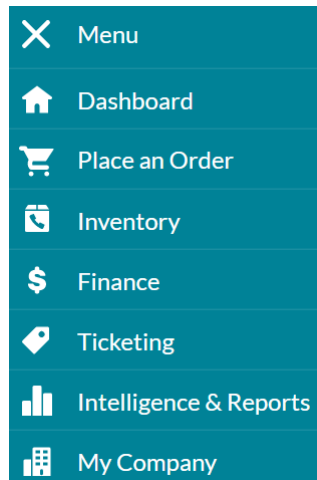 Menu
Dashboard
Place an Order
Inventory
Finance
Ticketing
Intelligence & Reports
My Company